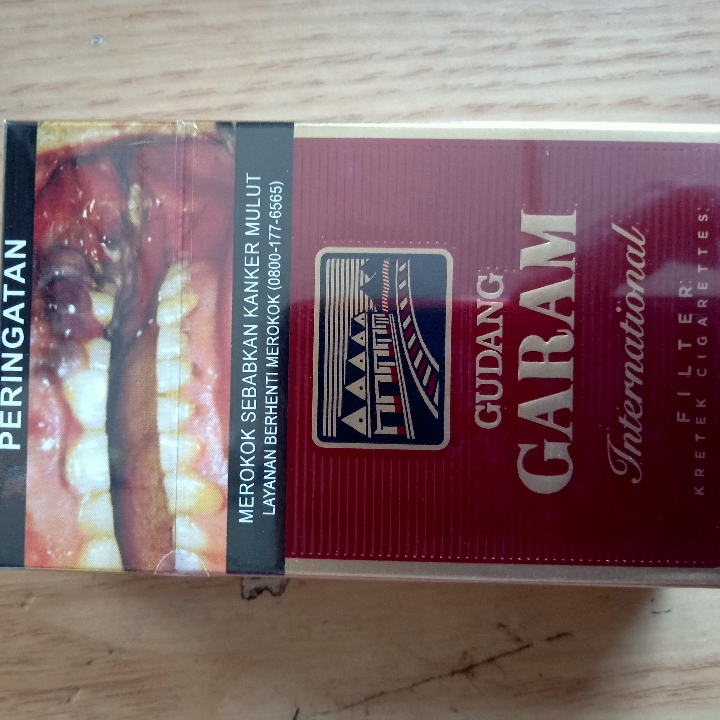 PERINGATAN
MEROKOK SEBABKAN KANKER MULUT
LAYANAN BERHENTI MEROKOK (0800-177-6565)
GUDANG
GARAM
International
FILTER
KRETEK CIGARETTES